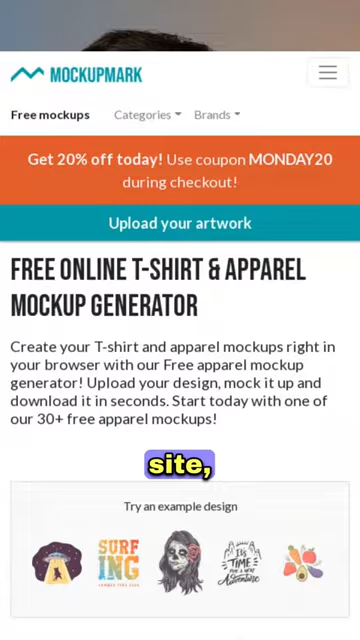 MOCKUPMARK
Free mockups Categories Brands
Get 20% off today! Use coupon MONDAY20
during checkout!
Upload your artwork
FREE ONLINE T-SHIRT & APPAREL
MOCKUP GENERATOR
Create your T-shirt and apparel mockups right in
your browser with our Free apparel mockup
generator! Upload your design, mock it up and
download it in seconds. Start today with one of
our 30+ free apparel mockups!
site,
Try an example design
SURF
ING
IT'S
TIME
Adventure